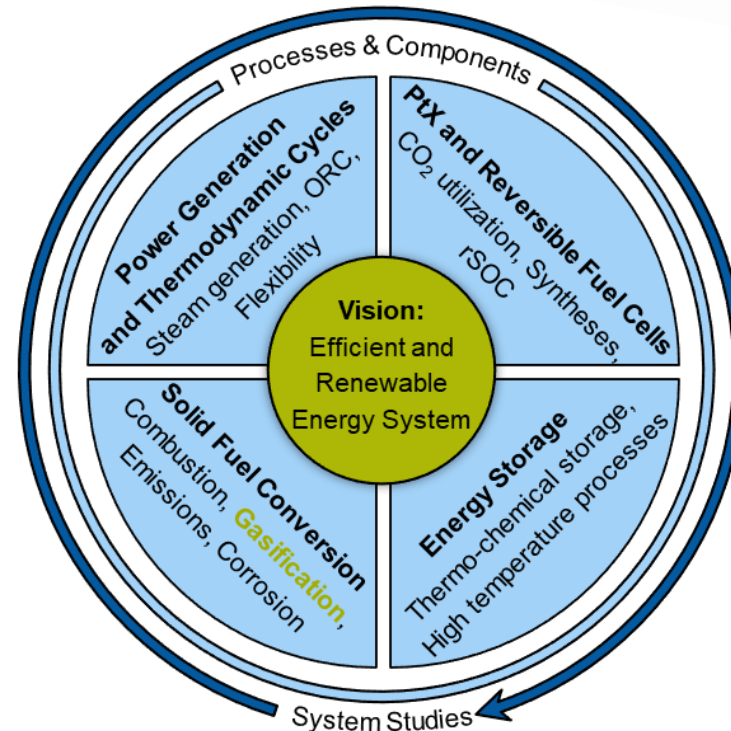 Processes & Components
Power Generation
and Thermodynamic Cycles
Steam generation, ORC,
Flexibility
PtX and Reversible Fuel Cells
CO₂ utilization, Syntheses,
rSOC
Vision:
Efficient and
Renewable
Energy System
Solid Fuel Conversion
Combustion, Gasification,
Emissions, Corrosion
Energy Storage
Thermo-chemical storage,
High temperature processes
System Studies